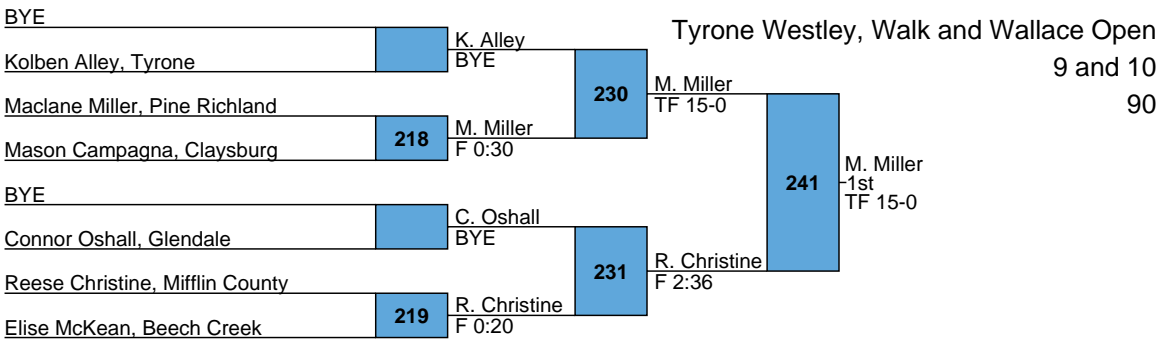 Tyrone Westley, Walk and Wallace Open
9 and 10
90
BYE
Kolben Alley, Tyrone
Maclane Miller, Pine Richland
Mason Campagna, Claysburg
BYE
Connor Oshall, Glendale
Reese Christine, Mifflin County
Elise McKean, Beech Creek
218
219
K. Alley
BYE
M. Miller
F 0:30
C. Oshall
BYE
R. Christine
F 0:20
230
231
M. Miller
TF 15-0
R. Christine
F 2:36
241
M. Miller
1st
TF 15-0